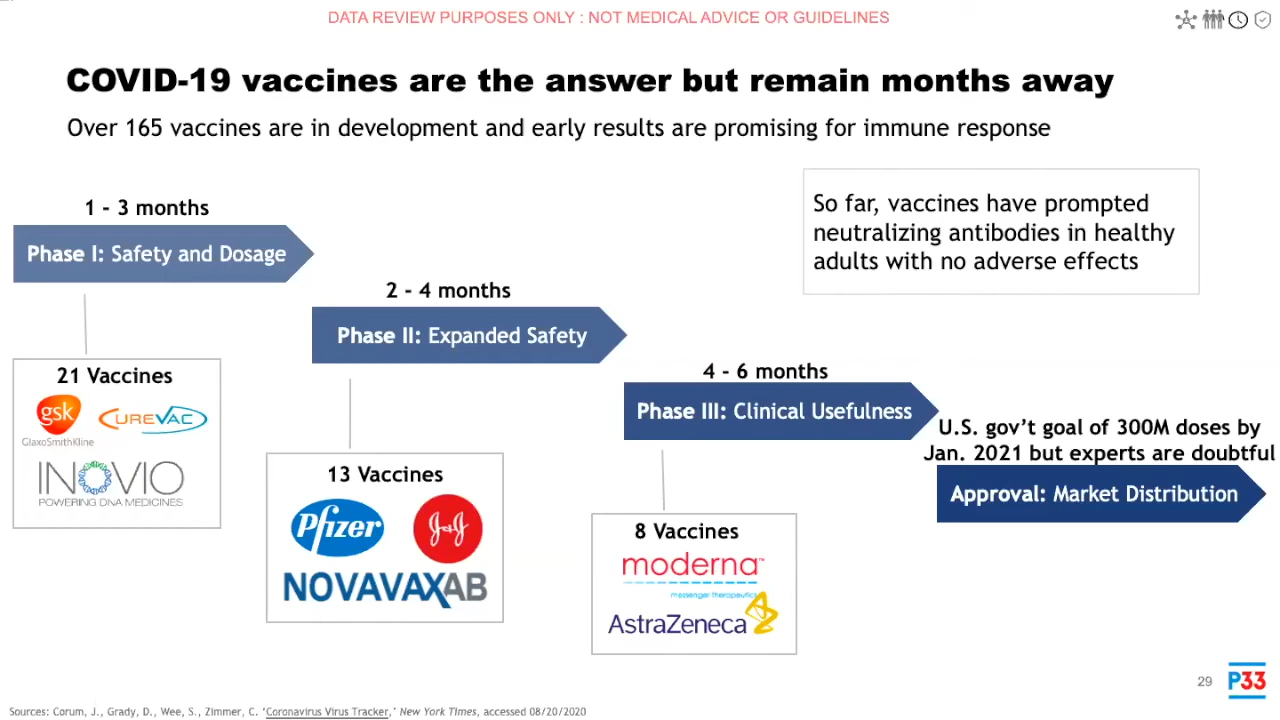 DATA REVIEW PURPOSES ONLY : NOT MEDICAL ADVICE OR GUIDELINES
COVID-19 vaccines are the answer but remain months away
Over 165 vaccines are in development and early results are promising for immune response
So far, vaccines have prompted
neutralizing antibodies in healthy
adults with no adverse effects
1 - 3 months
Phase I: Safety and Dosage
21 Vaccines
gsk
GlaxoSmithKline
CUREVAC
INOVIO
POWERING DNA MEDICINES
2 - 4 months
Phase II: Expanded Safety
13 Vaccines
Pfizer
J&J
NOVAVAXAB
4 - 6 months
Phase III: Clinical Usefulness
8 Vaccines
moderna™
messenger therapeutics
AstraZeneca
U.S. gov’t goal of 300M doses by
Jan. 2021 but experts are doubtful
Approval: Market Distribution
29
P33
Sources: Corum, J., Grady, D., Wee, S., Zimmer, C. ‘Coronavirus Virus Tracker,’ New York Times, accessed 08/20/2020